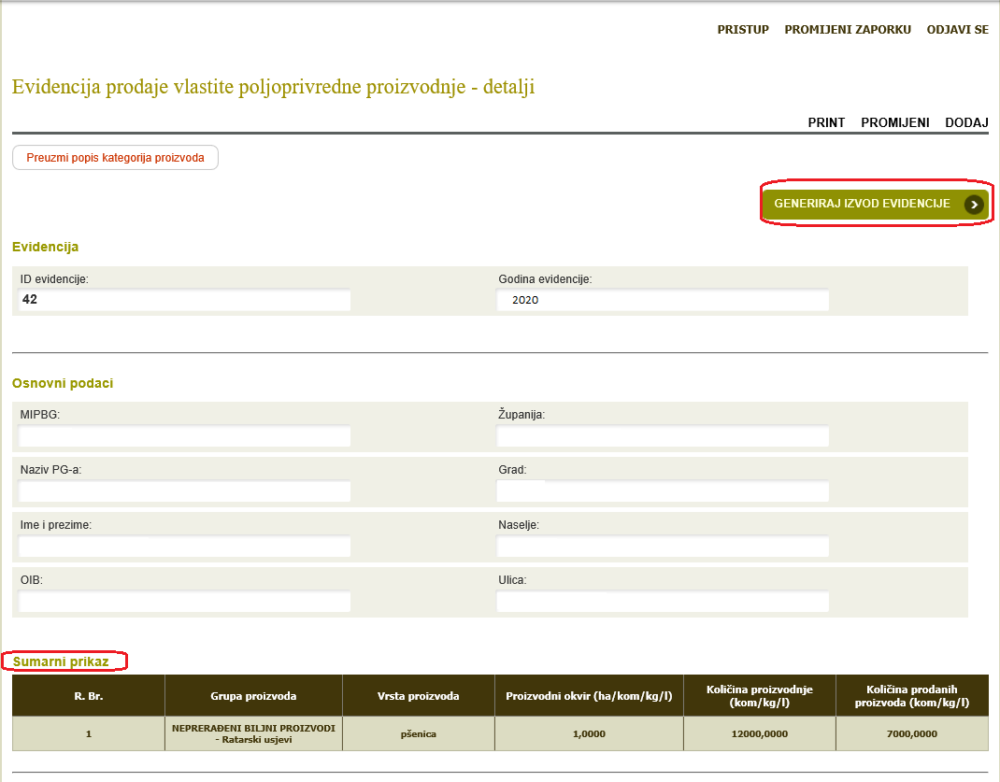 PRISTUP PROMIJENI ZAPORKU ODJAVI SE
Evidencija prodaje vlastite poljoprivredne proizvodnje - detalji
PRINT PROMIJENI DODAJ
Preuzmi popis kategorija proizvoda
GENERIRAJ IZVOD EVIDENCIJE
Evidencija
ID evidencije: Godina evidencije:
42 2020
Osnovni podaci
MIPBG: Županija:
Naziv PG-a: Grad:
Ime i prezime: Naselje:
OIB: Ulica:
Sumarni prikaz
R. Br. Grupa proizvoda Vrsta proizvoda Proizvodni okvir (ha/kom/kg/l) Količina proizvodnje (kom/kg/l) Količina prodanih proizvoda (kom/kg/l)
1 NEPRERAĐENI BILJNI PROIZVODI - Ratarski usjevi pšenica 1,0000 12000,0000 7000,0000